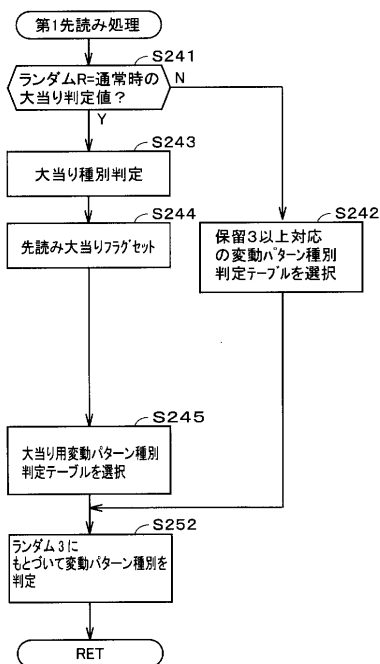 第1先読み処理
S241
ランダムR=通常時の
大当り判定値?
N
Y
S243
大当り種別判定
S244
先読み大当りフラグセット
S242
保留3以上対応
の変動パターン種別
判定テーブルを選択
S245
大当り用変動パターン種別
判定テーブルを選択
S252
ランダム3に
もとづいて変動パターン種別を
判定
RET